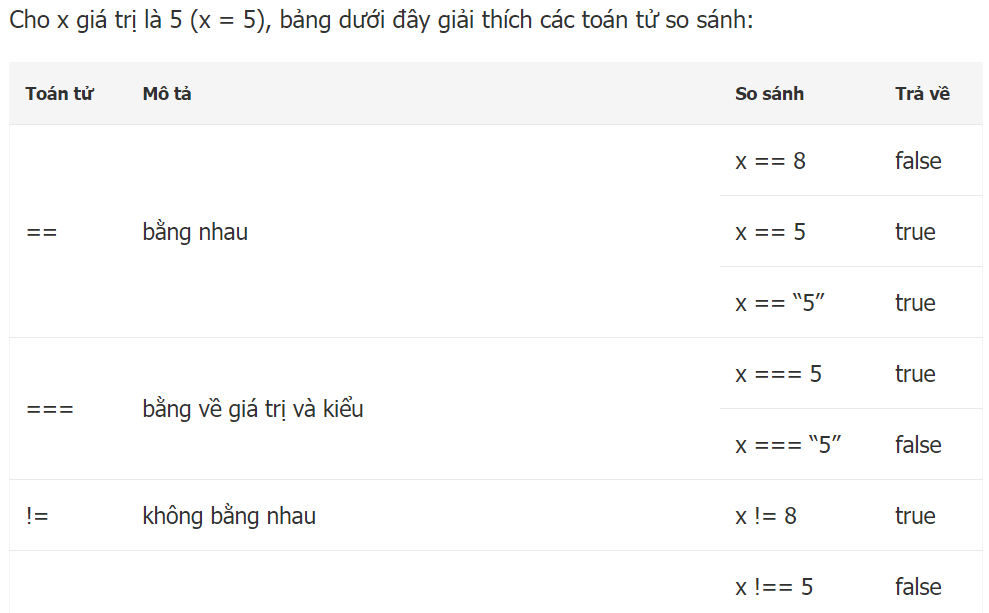 Cho x giá trị là 5 (x = 5), bảng dưới đây giải thích các toán tử so sánh:
Toán tử Mô tả So sánh Trả về
x == 8 false
== bằng nhau x == 5 true
x == “5” true
x === 5 true
=== bằng về giá trị và kiểu
x === “5” false
!= không bằng nhau x != 8 true
x !== 5 false